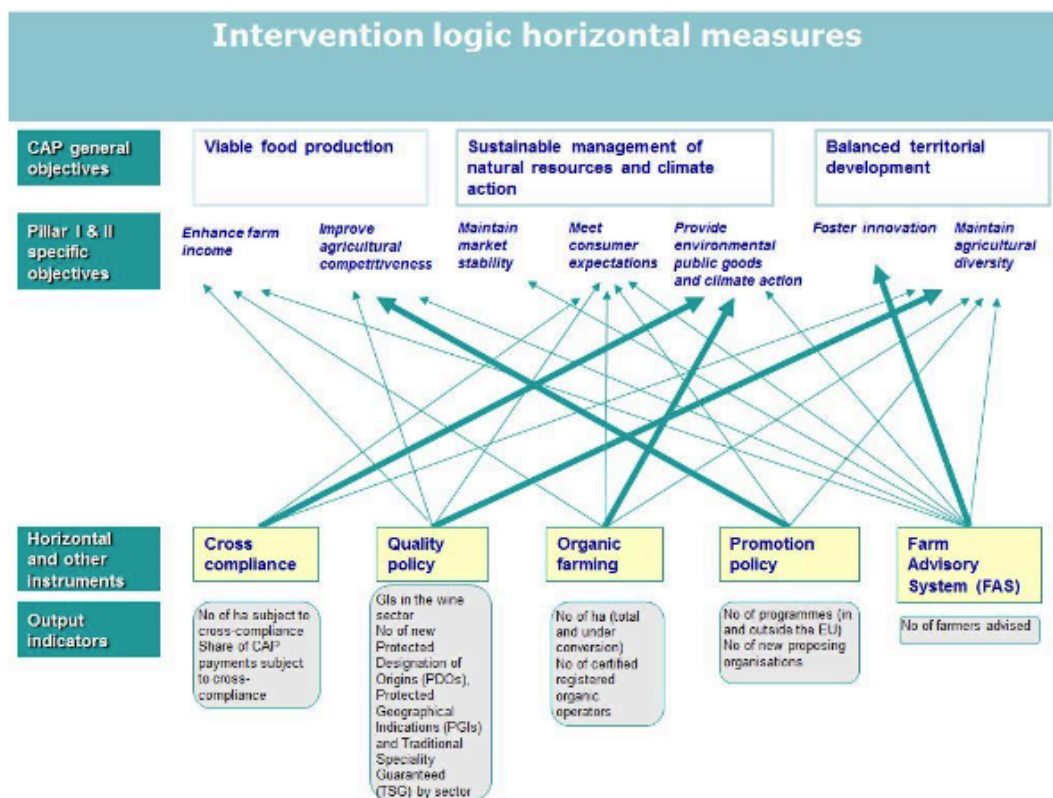 Intervention logic horizontal measures
CAP general
objectives
Viable food production
Sustainable management of
natural resources and climate
action
Balanced territorial
development
Pillar I & II
specific
objectives
Enhance farm
income
Improve
agricultural
competitiveness
Maintain
market
stability
Meet
consumer
expectations
Provide
environmental
public goods
and climate action
Foster innovation
Maintain
agricultural
diversity
Horizontal
and other
instruments
Cross
compliance
Quality
policy
Organic
farming
Promotion
policy
Farm
Advisory
System (FAS)
Output
indicators
No of ha subject to
cross-compliance
Share of CAP
payments subject
to cross-
compliance
GIs in the wine
sector
No of new
Protected
Designation of
Origins (PDOs),
Protected
Geographical
Indications (PGIs)
and Traditional
Speciality
Guaranteed
(TSG) by sector
No of ha (total
and under
conversion)
No of certified
registered
organic
operators
No of programmes (in
and outside the EU)
No of new proposing
organisations
No of farmers advised